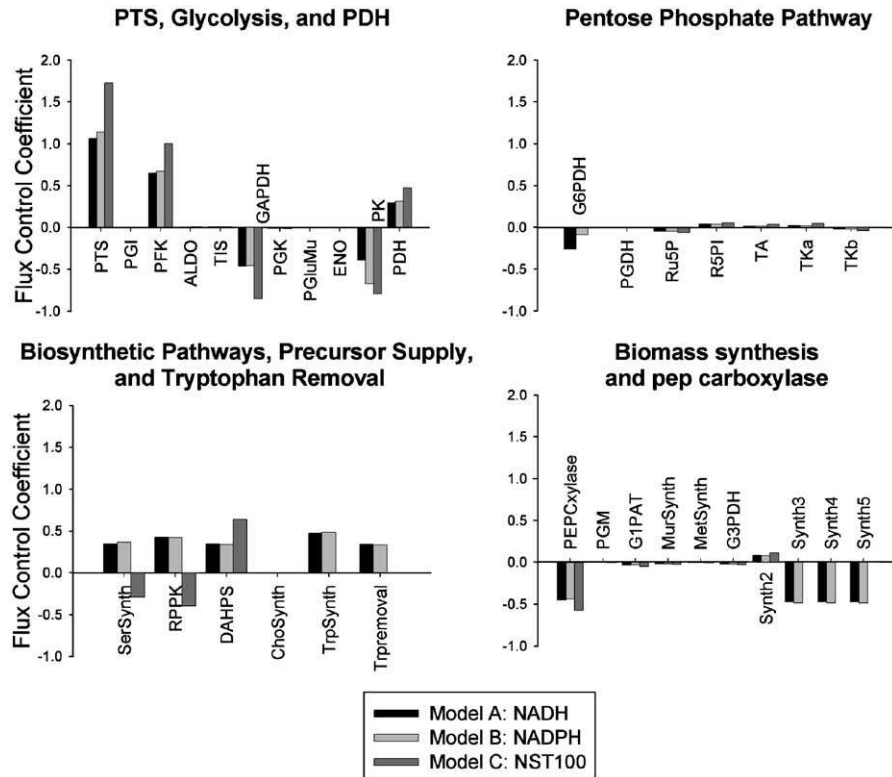 PTS, Glycolysis, and PDH
Flux Control Coefficient
2.0
1.5
1.0
0.5
0.0
-0.5
-1.0
PTS
PGI
PFK
ALDO
TIS
GAPDH
PGK
PGluMu
ENO
PK
PDH
Pentose Phosphate Pathway
2.0
1.5
1.0
0.5
0.0
-0.5
-1.0
G6PDH
PGDH
Ru5P
R5PI
TA
TKa
TKb
Biosynthetic Pathways, Precursor Supply,
and Tryptophan Removal
Flux Control Coefficient
2.0
1.5
1.0
0.5
0.0
-0.5
-1.0
SerSynth
RPPK
DAHPS
ChoSynth
TrpSynth
Trpremoval
Biomass synthesis
and pep carboxylase
2.0
1.5
1.0
0.5
0.0
-0.5
-1.0
PEPCxylase
PGM
G1PAT
MurSynth
MetSynth
G3PDH
Synth2
Synth3
Synth4
Synth5
Model A: NADH
Model B: NADPH
Model C: NST100